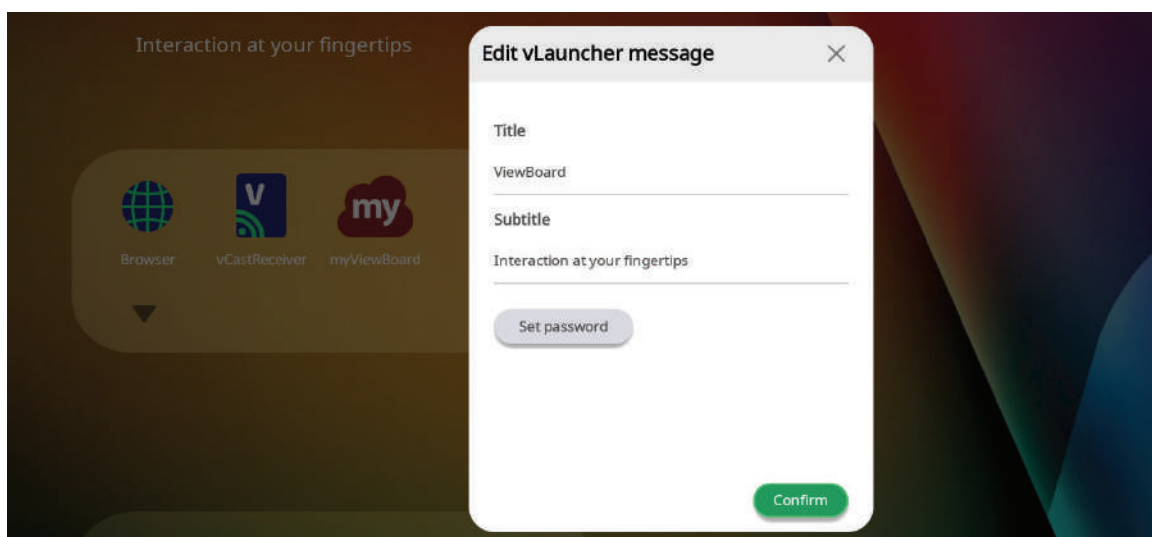 Interaction at your fingertips
Browser
V
vCastReceiver
my
myViewBoard
Edit vLauncher message
Title
ViewBoard
Subtitle
Interaction at your fingertips
Set password
Confirm